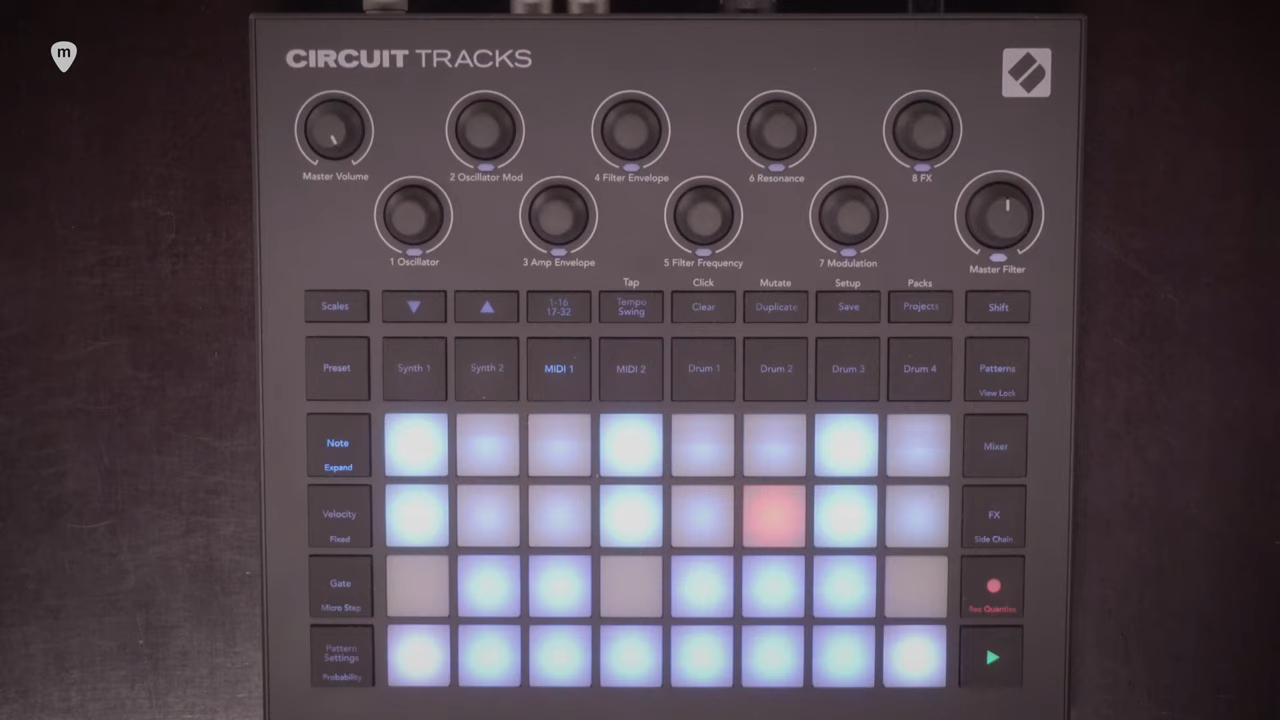 m
CIRCUIT TRACKS
Master Volume
2 Oscillator Mod
4 Filter Envelope
6 Resonance
8 FX
1 Oscillator
3 Amp Envelope
5 Filter Frequency
7 Modulation
Master Filter
Tap
Click
Mutate
Setup
Packs
Scales
1-16
17-32
Tempo
Swing
Clear
Duplicate
Save
Projects
Shift
Preset
Synth 1
Synth 2
MIDI 1
MIDI 2
Drum 1
Drum 2
Drum 3
Drum 4
Patterns
View Lock
Note
Expand
Mixer
Velocity
Fixed
FX
Side Chain
Gate
Micro Step
Rec Quantise
Pattern
Settings
Probability